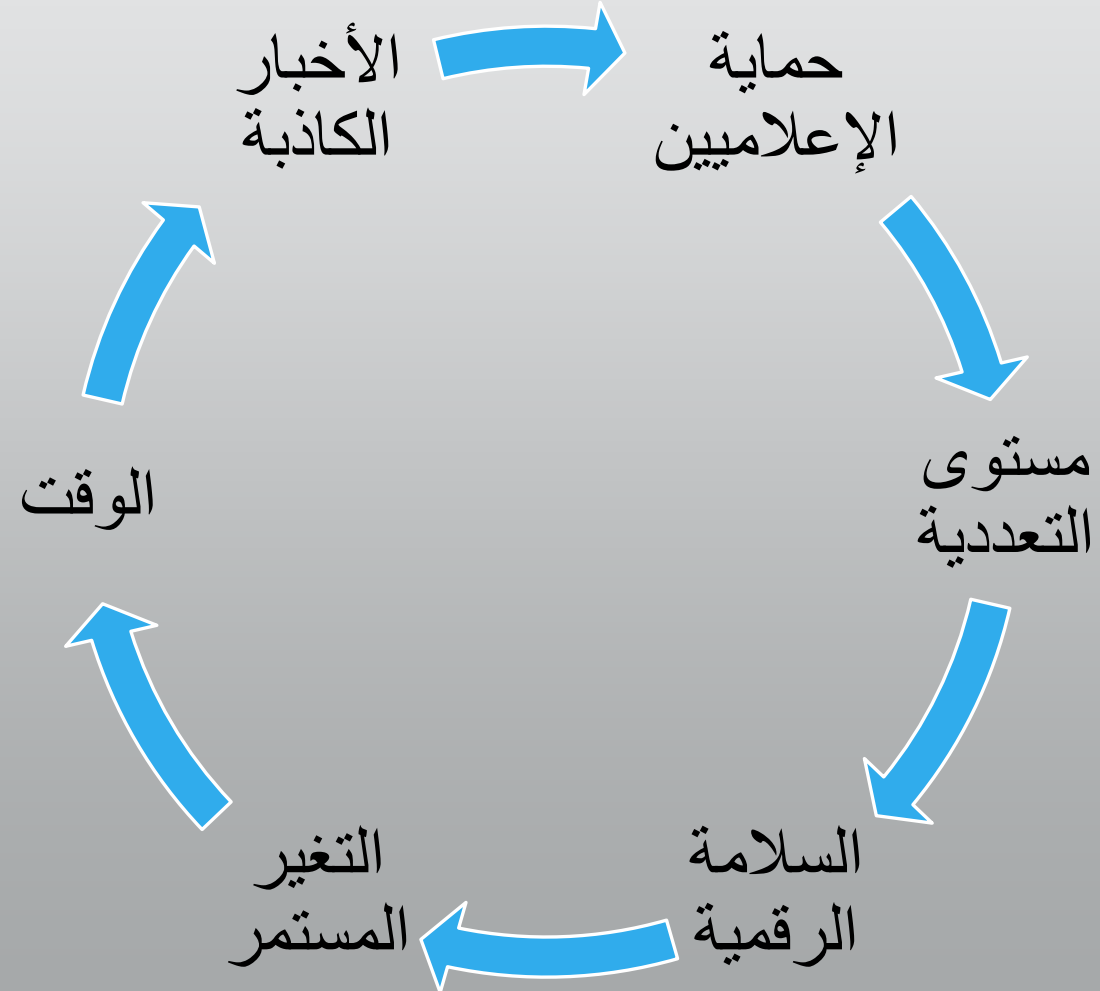 حماية
الإعلاميين
مستوى
التعددية
السلامة
الرقمية
التغير
المستمر
الوقت
الأخبار
الكاذبة